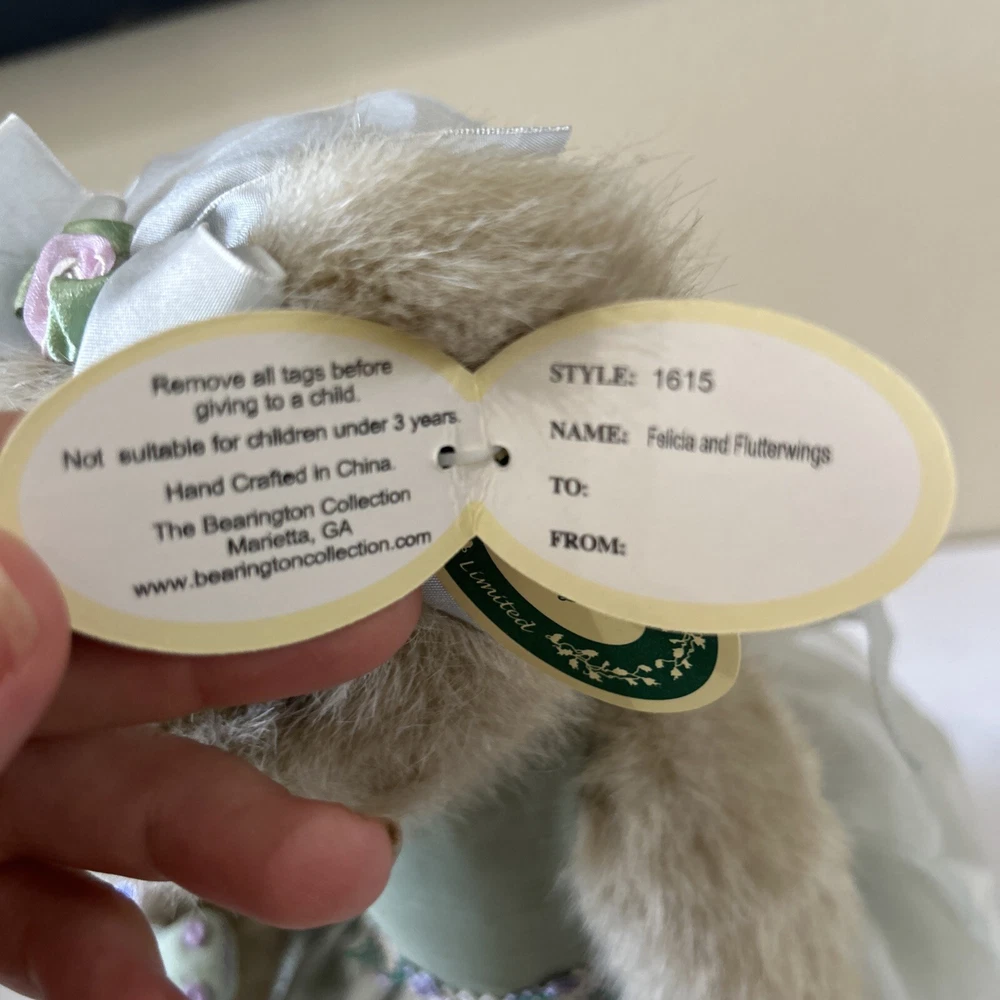 Remove all tags before
giving to a child.
Not suitable for children under 3 years.
Hand Crafted in China.
The Bearington Collection
Marietta, GA
www.bearingtoncollection.com
STYLE: 1615
NAME: Felicia and Flutterwings
TO:
FROM:
Limited